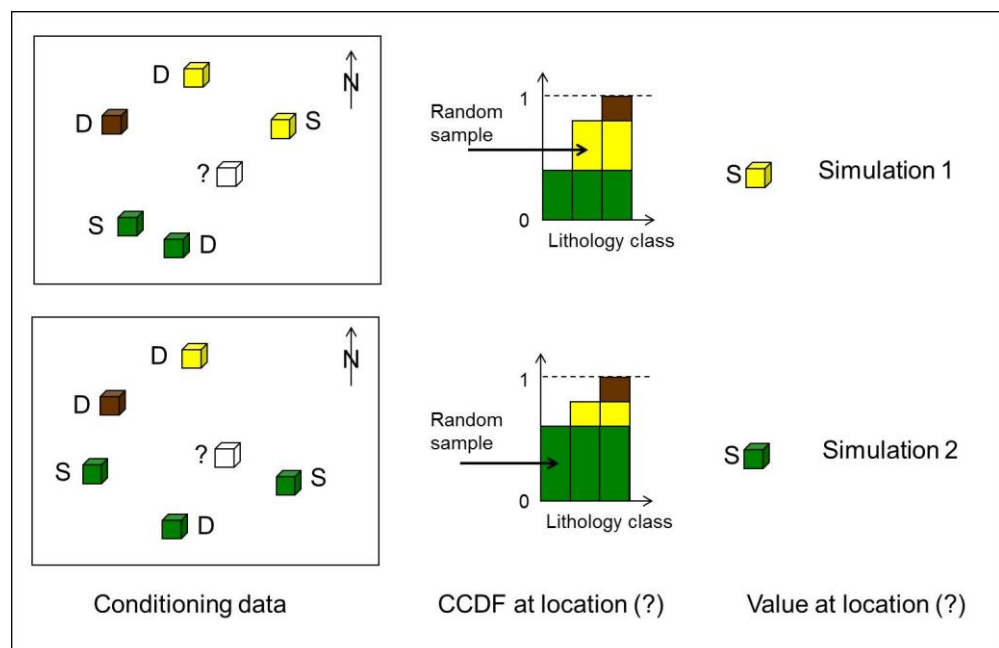 D
N
D
S
?
S
D
1
Random
sample
0
Lithology class
S
Simulation 1
D
N
D
?
S
S
D
1
Random
sample
0
Lithology class
S
Simulation 2
Conditioning data
CCDF at location (?)
Value at location (?)